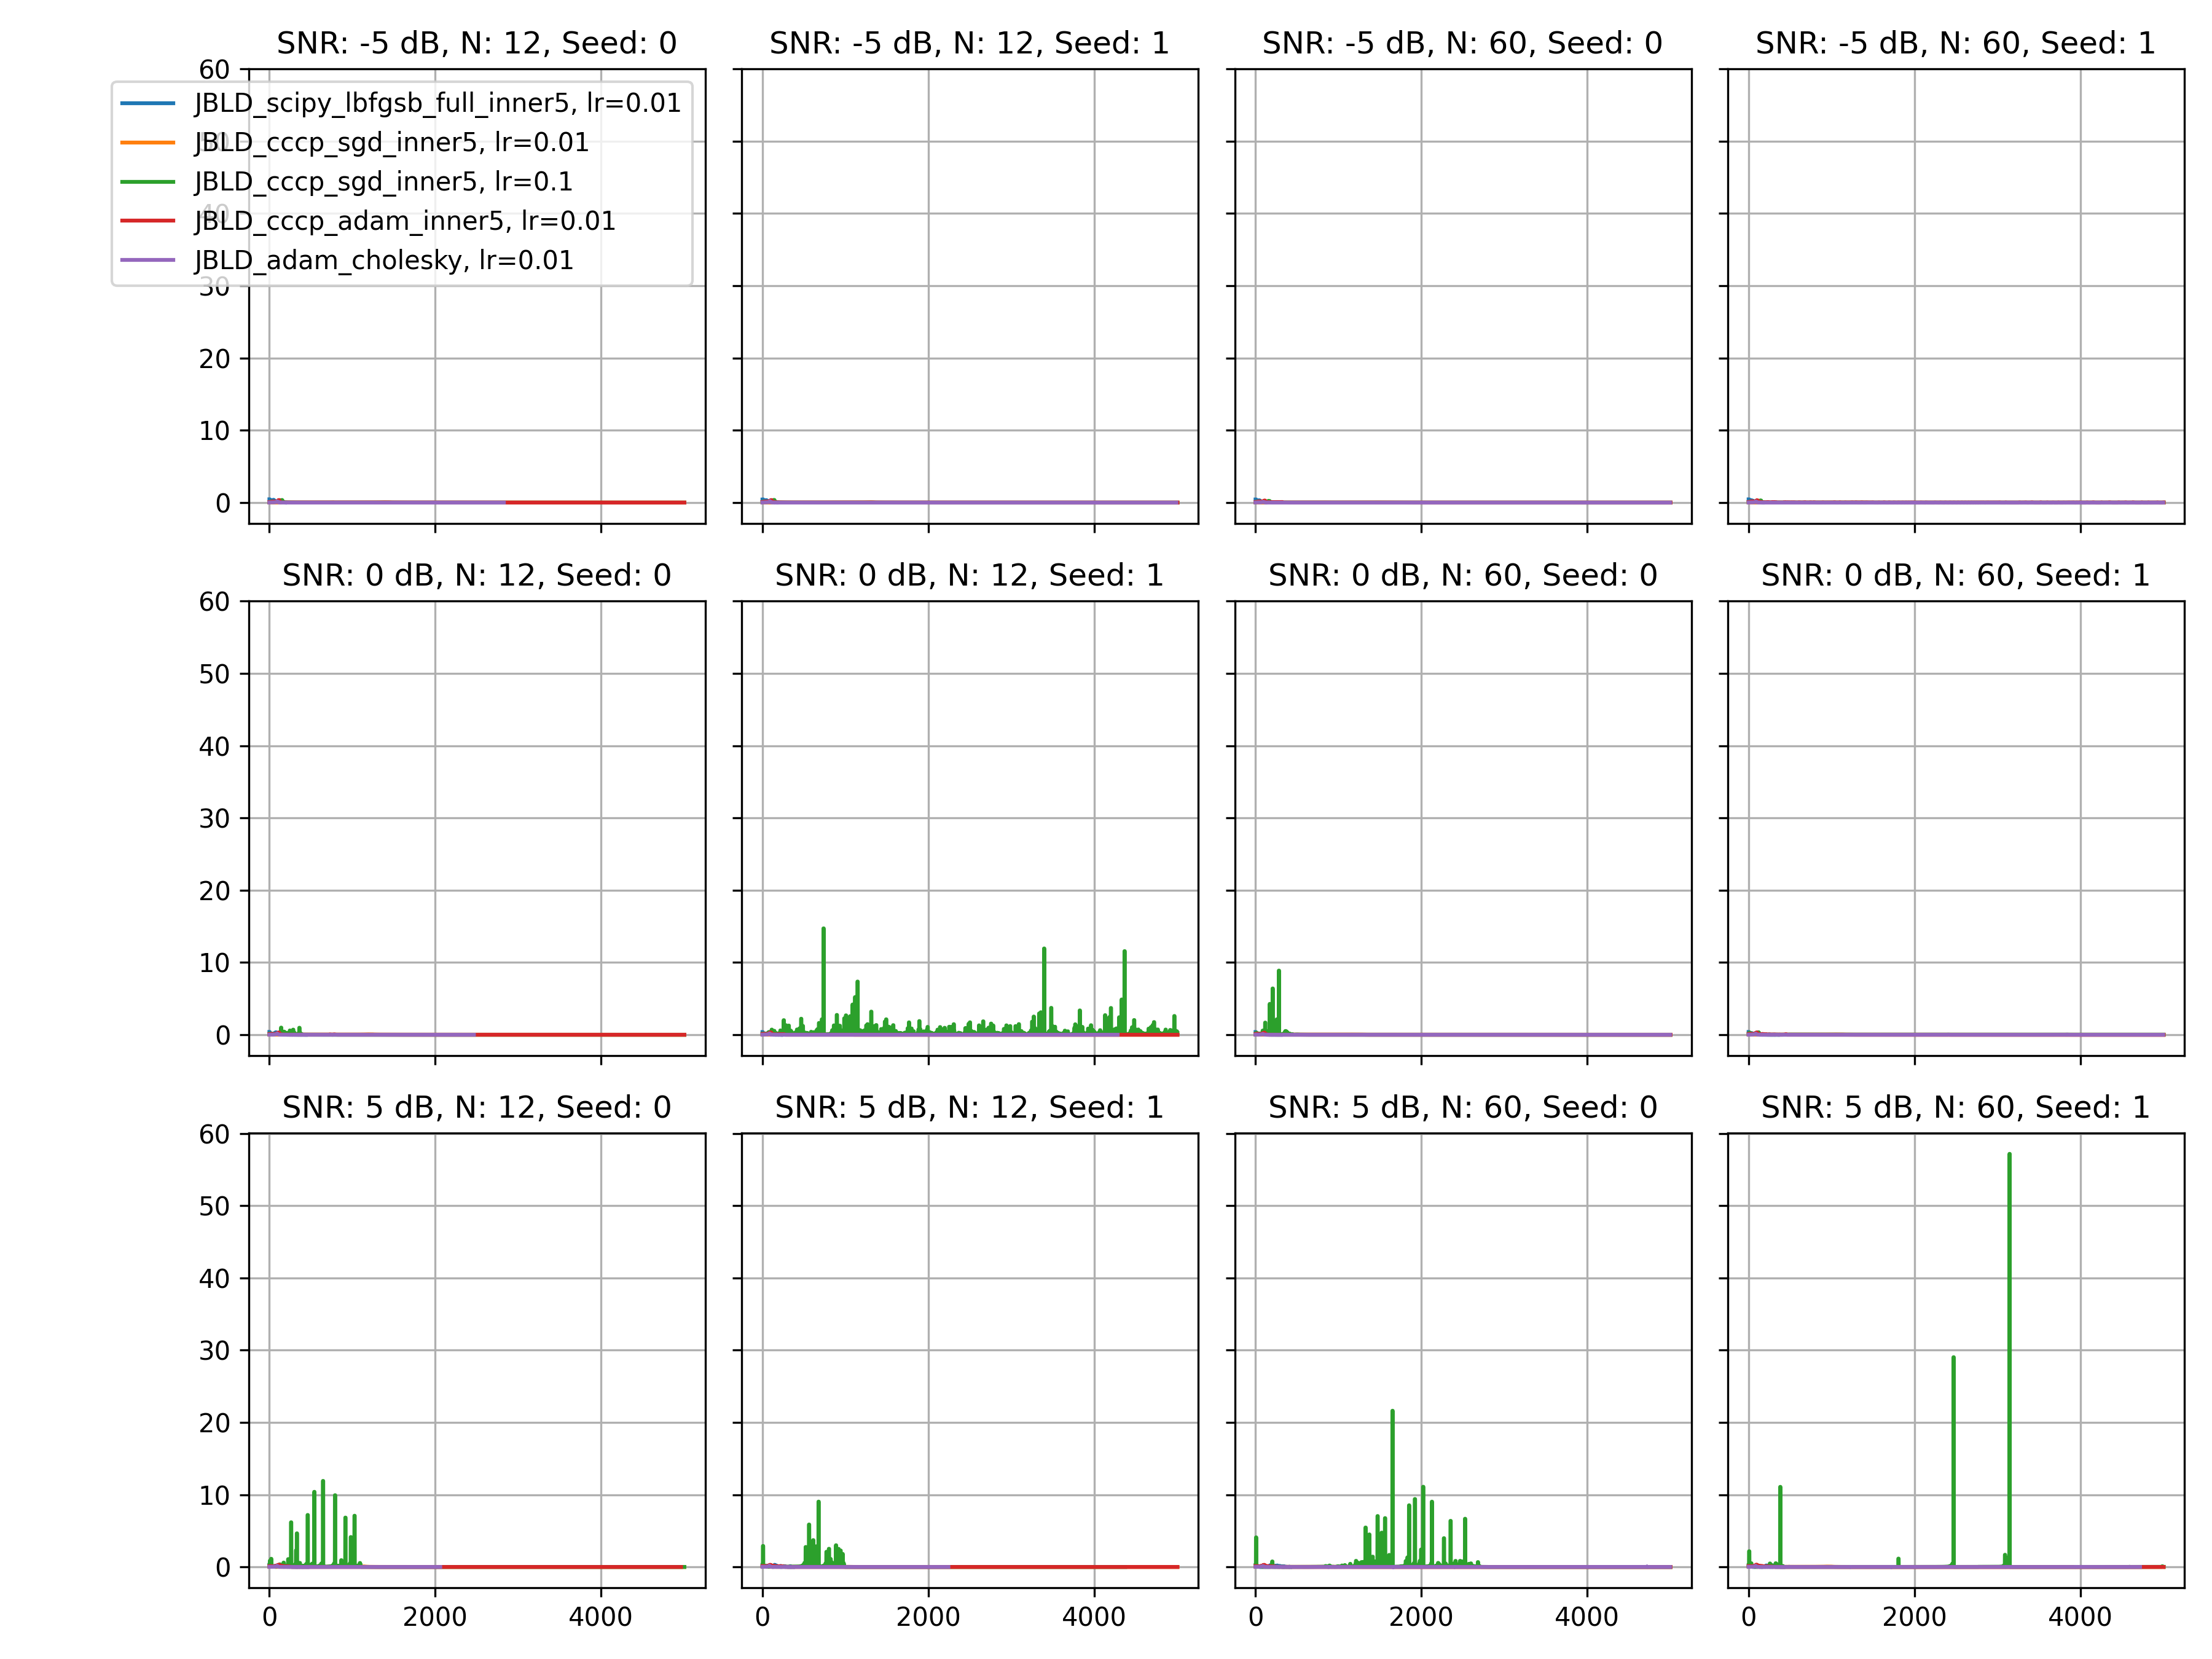 SNR: -5 dB, N: 12, Seed: 0
SNR: -5 dB, N: 12, Seed: 1
SNR: -5 dB, N: 60, Seed: 0
SNR: -5 dB, N: 60, Seed: 1
60
50
40
30
20
10
0
JBLD_scipy_lbfgsb_full_inner5, lr=0.01
JBLD_cccp_sgd_inner5, lr=0.01
JBLD_cccp_sgd_inner5, lr=0.1
JBLD_cccp_adam_inner5, lr=0.01
JBLD_adam_cholesky, lr=0.01
SNR: 0 dB, N: 12, Seed: 0
SNR: 0 dB, N: 12, Seed: 1
SNR: 0 dB, N: 60, Seed: 0
SNR: 0 dB, N: 60, Seed: 1
60
50
40
30
20
10
0
SNR: 5 dB, N: 12, Seed: 0
SNR: 5 dB, N: 12, Seed: 1
SNR: 5 dB, N: 60, Seed: 0
SNR: 5 dB, N: 60, Seed: 1
60
50
40
30
20
10
0
0 2000 4000
0 2000 4000
0 2000 4000
0 2000 4000